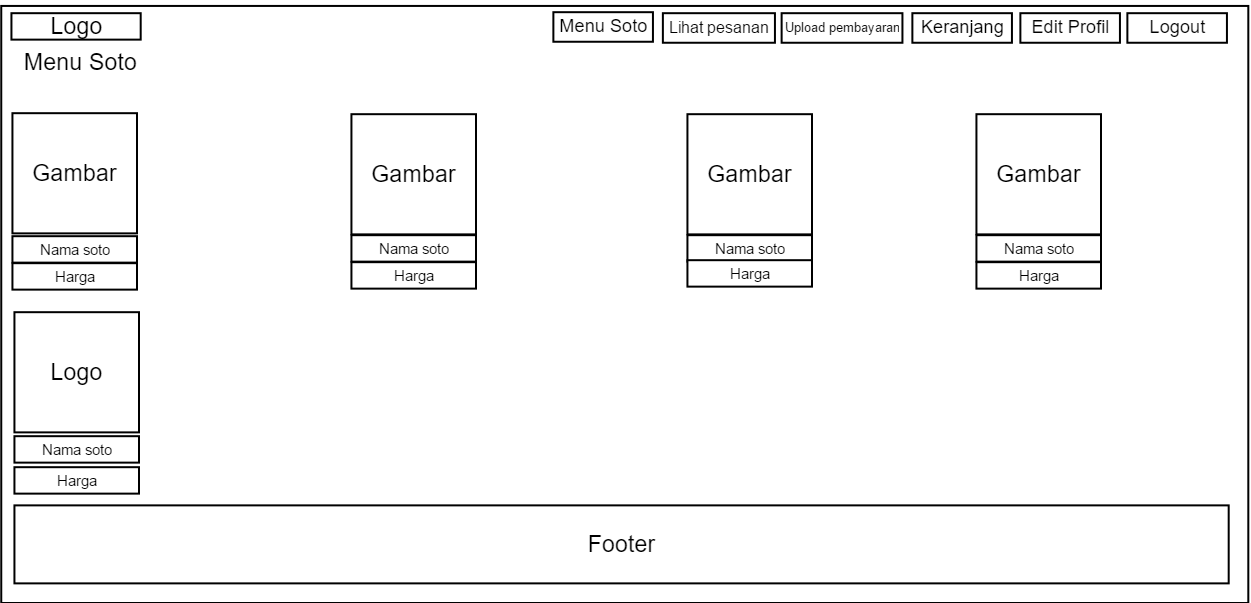 Logo
Menu Soto
Lihat pesanan
Upload pembayaran
Keranjang
Edit Profil
Logout
Menu Soto
Gambar
Gambar
Gambar
Gambar
Nama soto
Nama soto
Nama soto
Nama soto
Harga
Harga
Harga
Harga
Logo
Nama soto
Harga
Footer